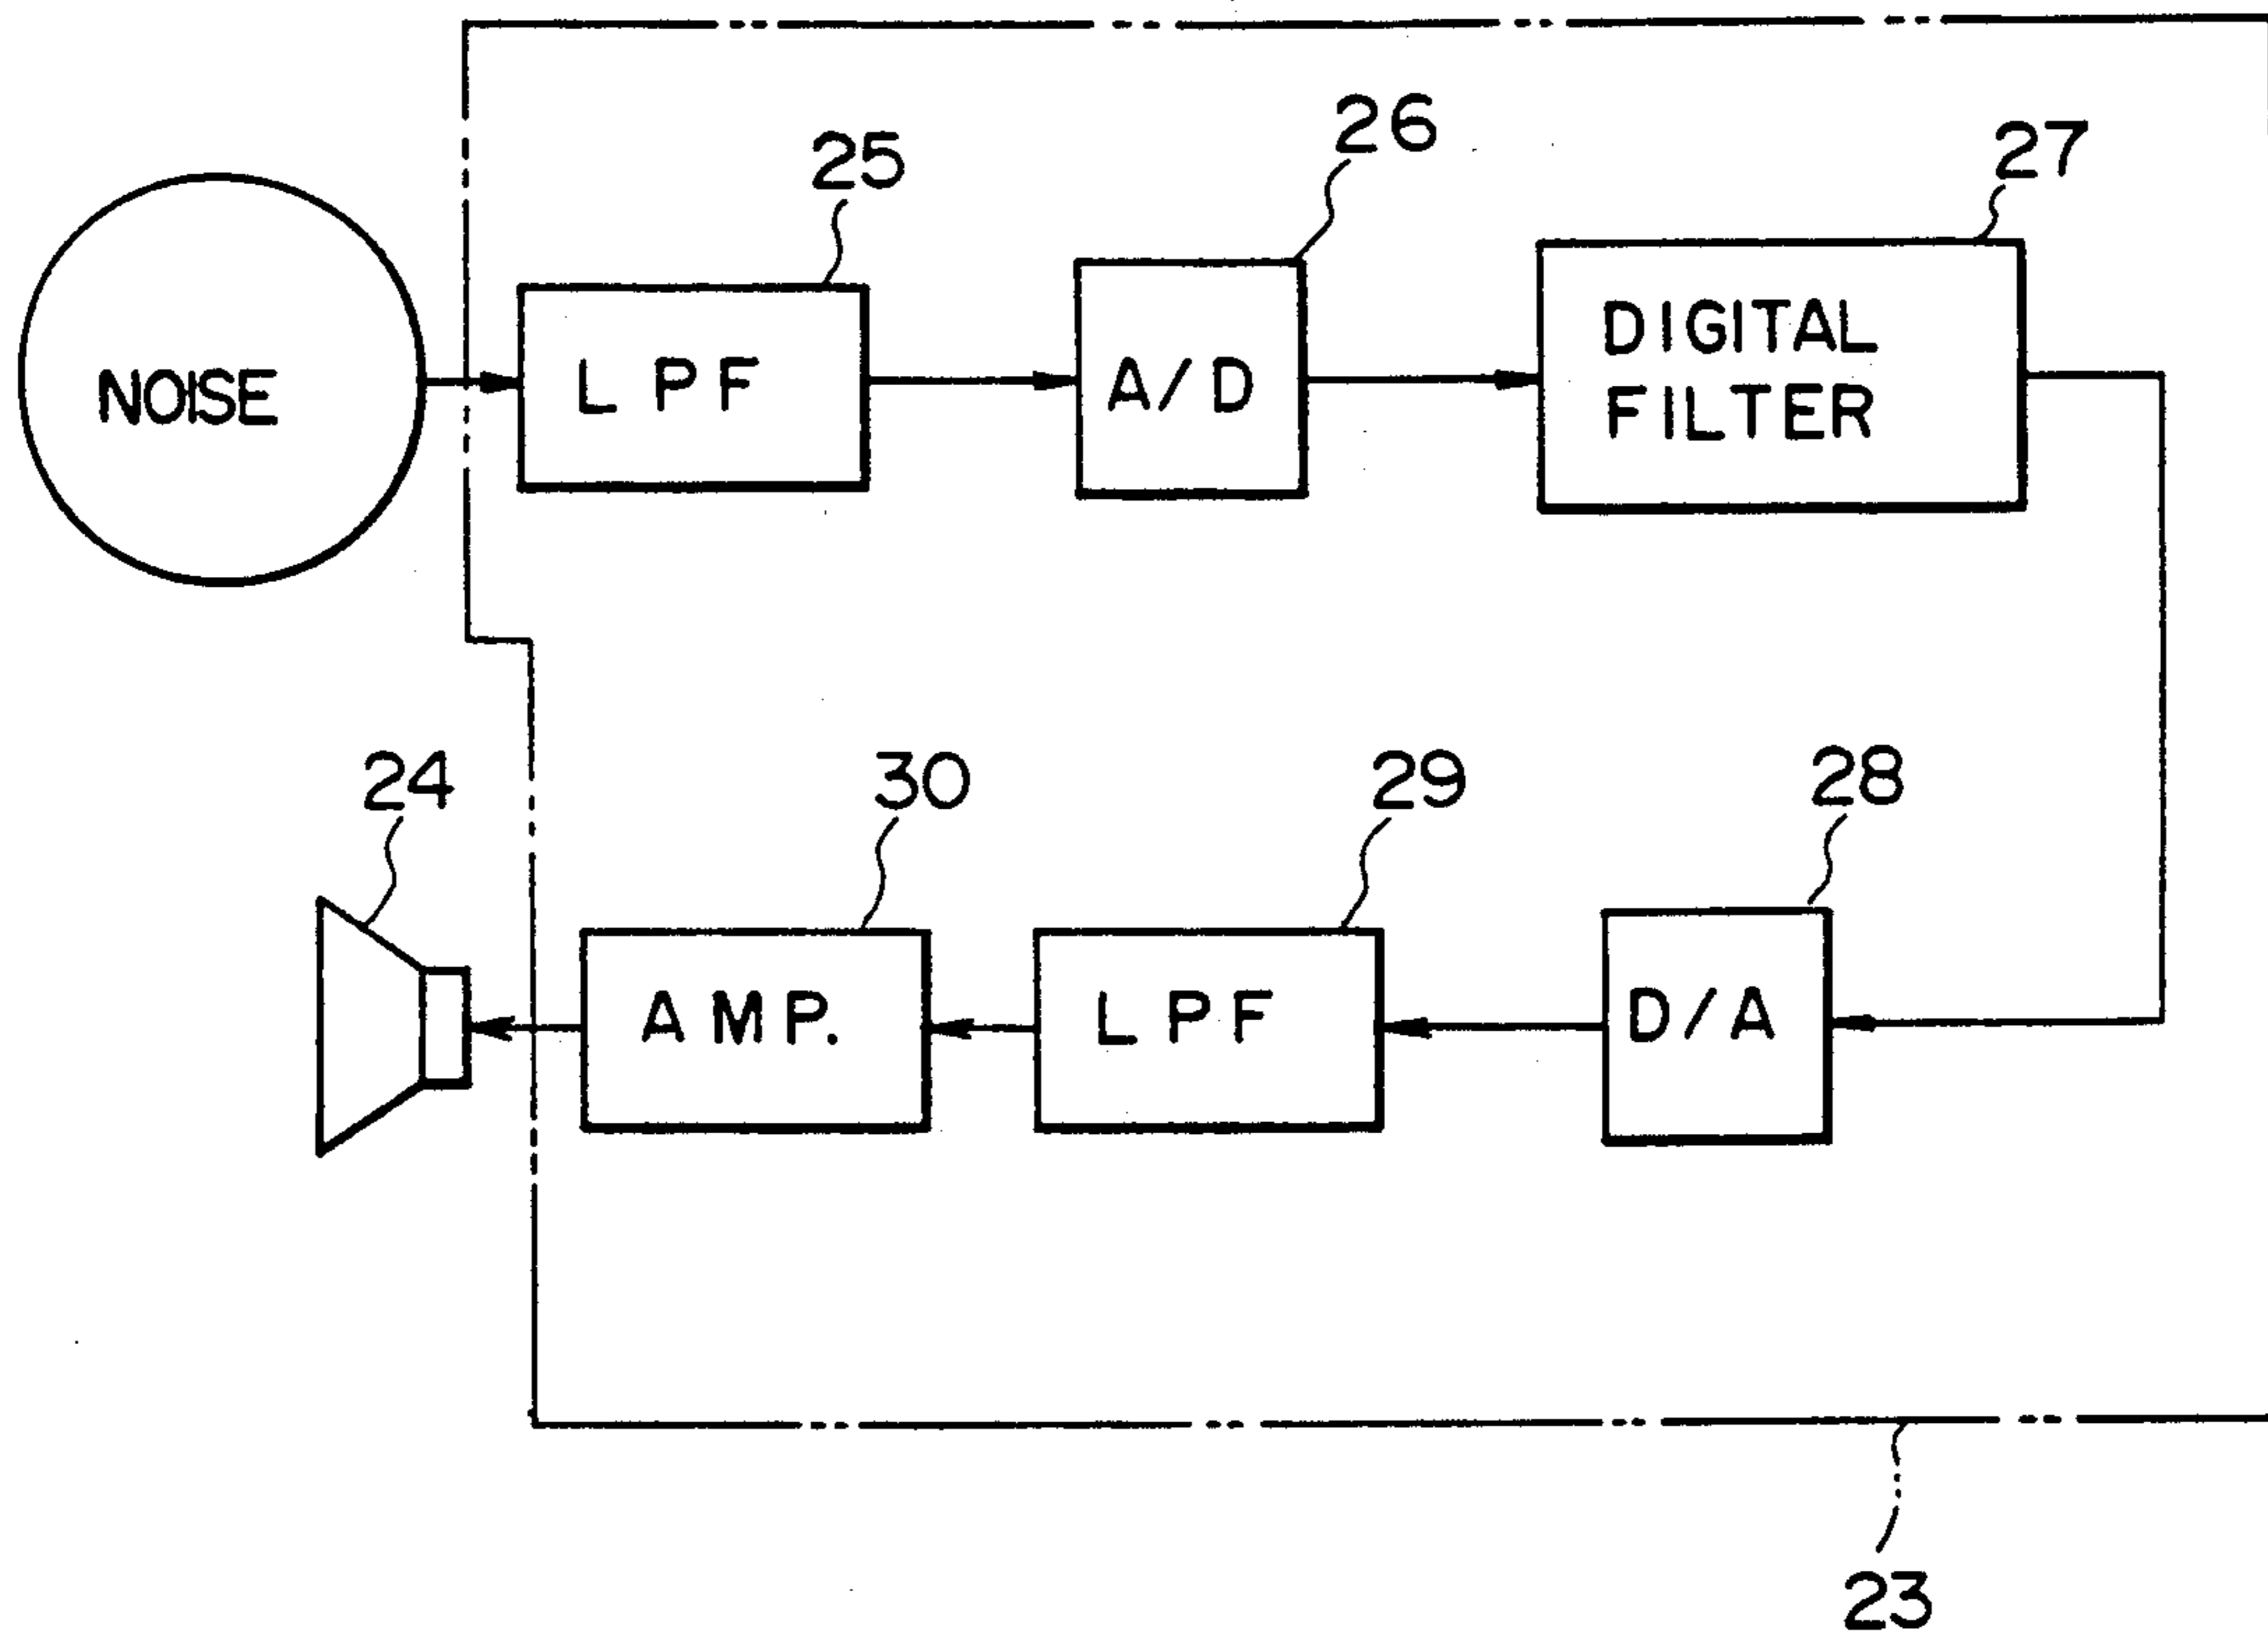 25
26
27
NOISE
LPF
A/D
DIGITAL
FILTER
24
30
29
28
AMP.
LPF
D/A
23